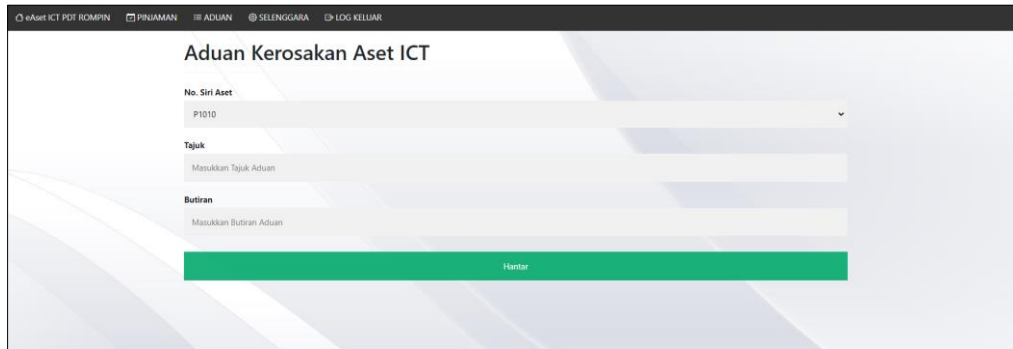 eAset ICT PDT ROMPIN PINJAMAN ADUAN SELENGGARA LOG KELUAR
Aduan Kerosakan Aset ICT
No. Siri Aset
P1010
Tajuk
Masukkan Tajuk Aduan
Butiran
Masukkan Butiran Aduan
Hantar